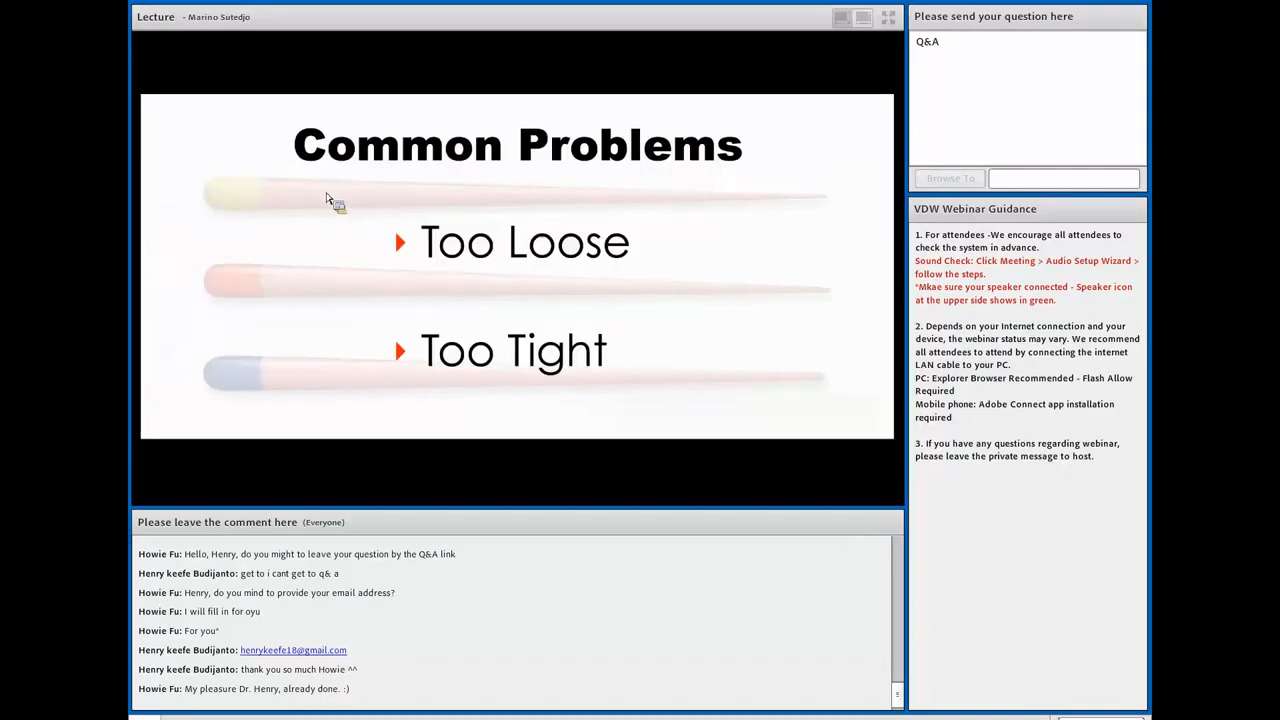 Lecture - Marino Sutedjo
Common Problems
Too Loose
Too Tight
Please leave the comment here (Everyone)
Howie Fu: Hello, Henry, do you might to leave your question by the Q&A link
Henry keefe Budijanto: get to i cant get to q& a
Howie Fu: Henry, do you mind to provide your email address?
Howie Fu: I will fill in for oyu
Howie Fu: For you*
Henry keefe Budijanto: henrykeefe18@gmail.com
Henry keefe Budijanto: thank you so much Howie ^^
Howie Fu: My pleasure Dr. Henry, already done. :)
Please send your question here
Q&A
Browse To
VDW Webinar Guidance
1. For attendees -We encourage all attendees to
check the system in advance.
Sound Check: Click Meeting > Audio Setup Wizard >
follow the steps.
*Mkae sure your speaker connected - Speaker icon
at the upper side shows in green.
2. Depends on your Internet connection and your
device, the webinar status may vary. We recommend
all attendees to attend by connecting the internet
LAN cable to your PC.
PC: Explorer Browser Recommended - Flash Allow
Required
Mobile phone: Adobe Connect app installation
required
3. If you have any questions regarding webinar,
please leave the private message to host.